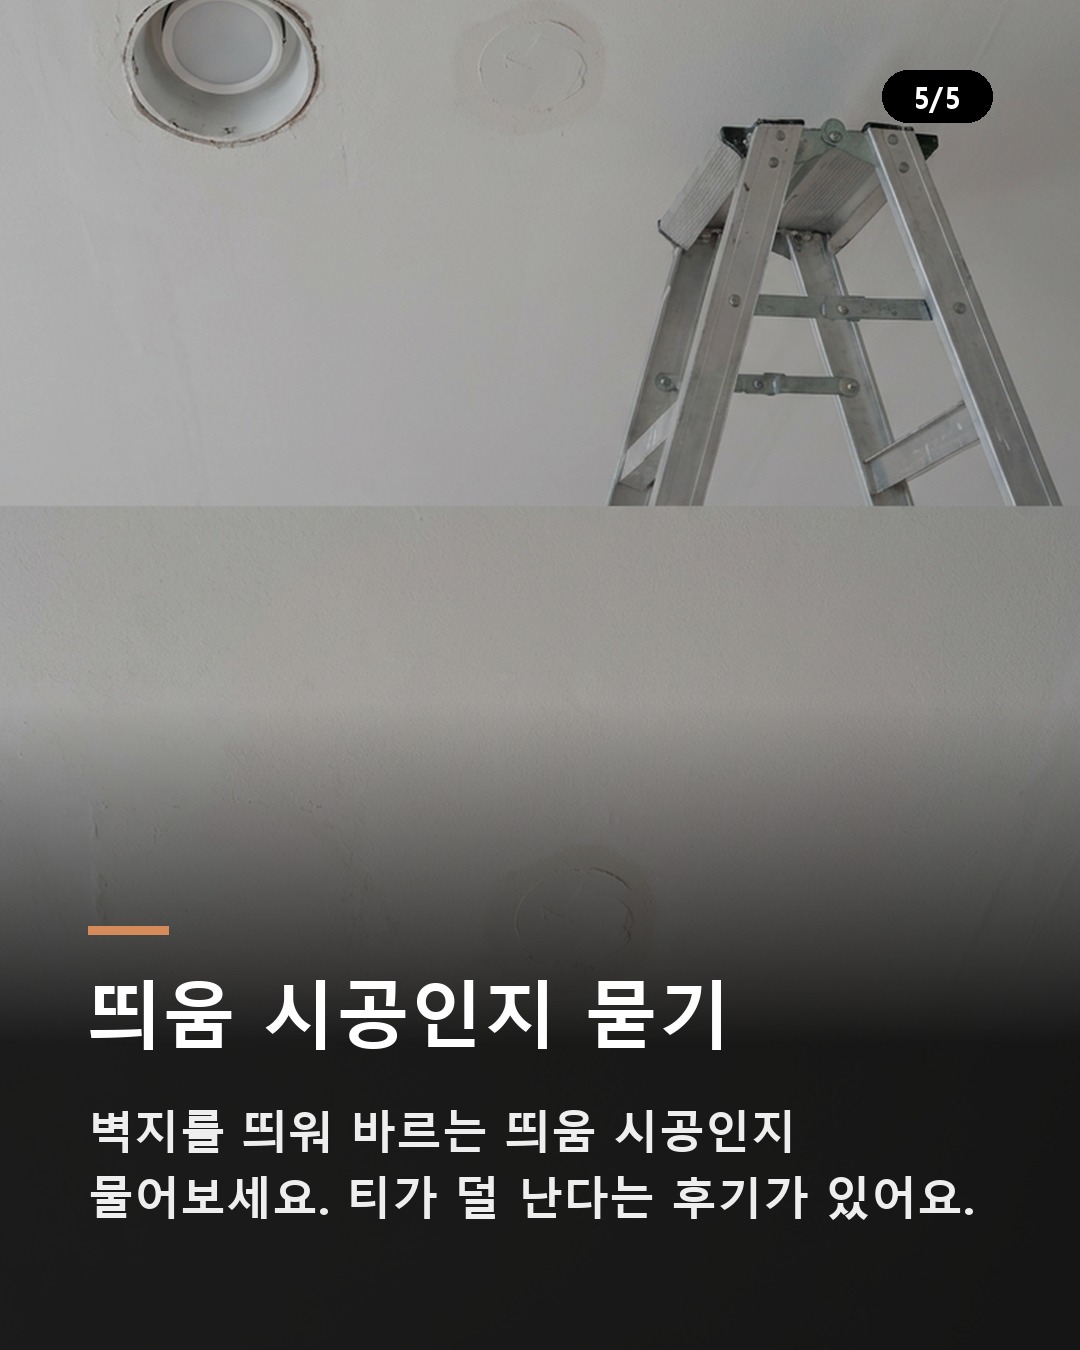 5/5
띄움 시공인지 묻기
벽지를 띄워 바르는 띄움 시공인지
물어보세요. 티가 덜 난다는 후기가 있어요.